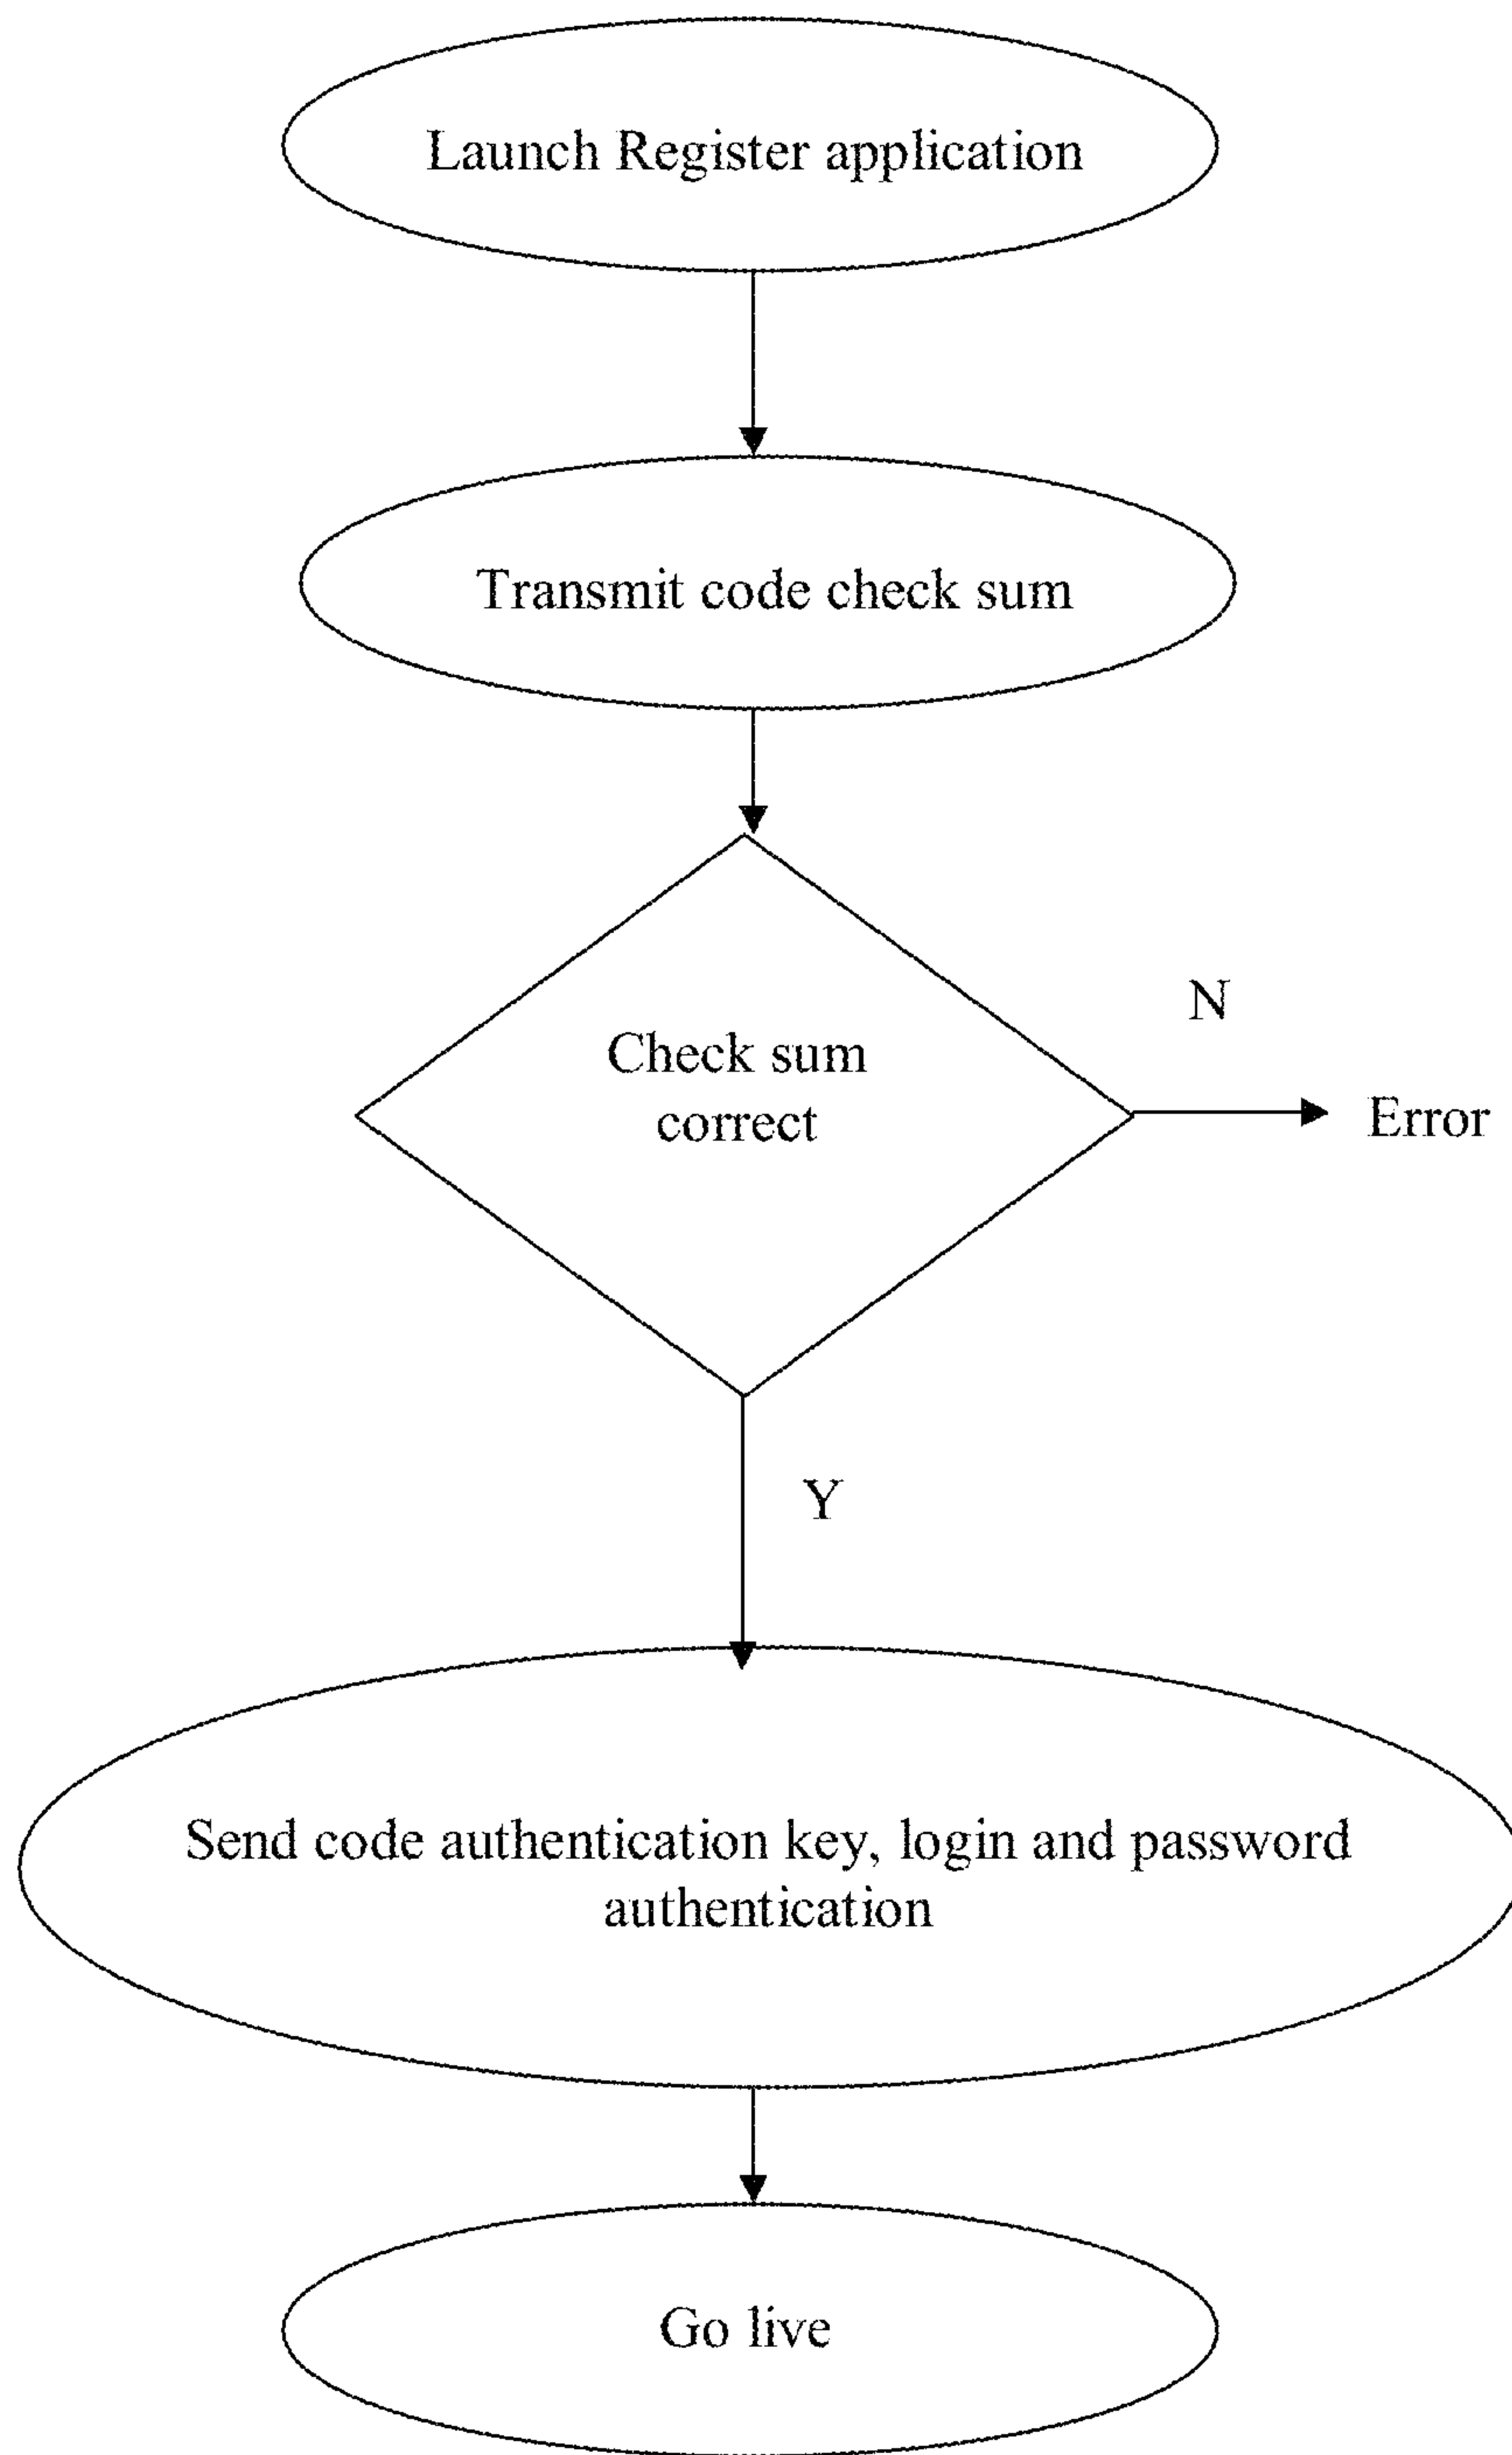 Launch Register application
Transmit code check sum
Check sum
correct
N
Error
Y
Send code authentication key, login and password
authentication
Go live